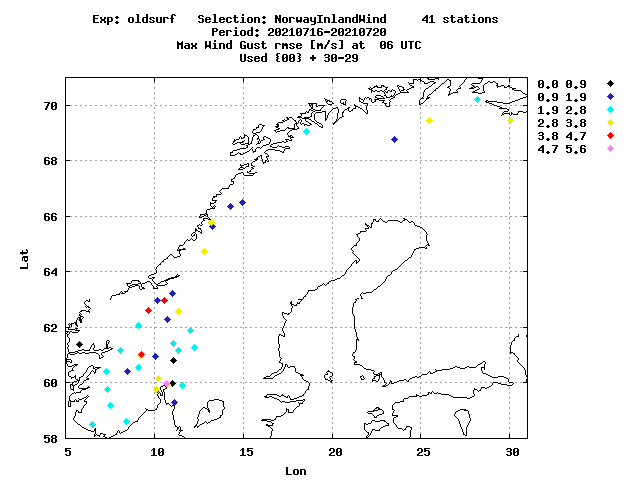 Exp: oldsurf   Selection: NorwayInlandWind     41 stations
Period: 20210716-20210720
Max Wind Gust rmse [m/s] at  06 UTC
Used {00} + 30-29
0.0 0.9
0.9 1.9
1.9 2.8
2.8 3.8
3.8 4.7
4.7 5.6
70
68
66
64
62
60
58
Lat
5 10 15 20 25 30
Lon